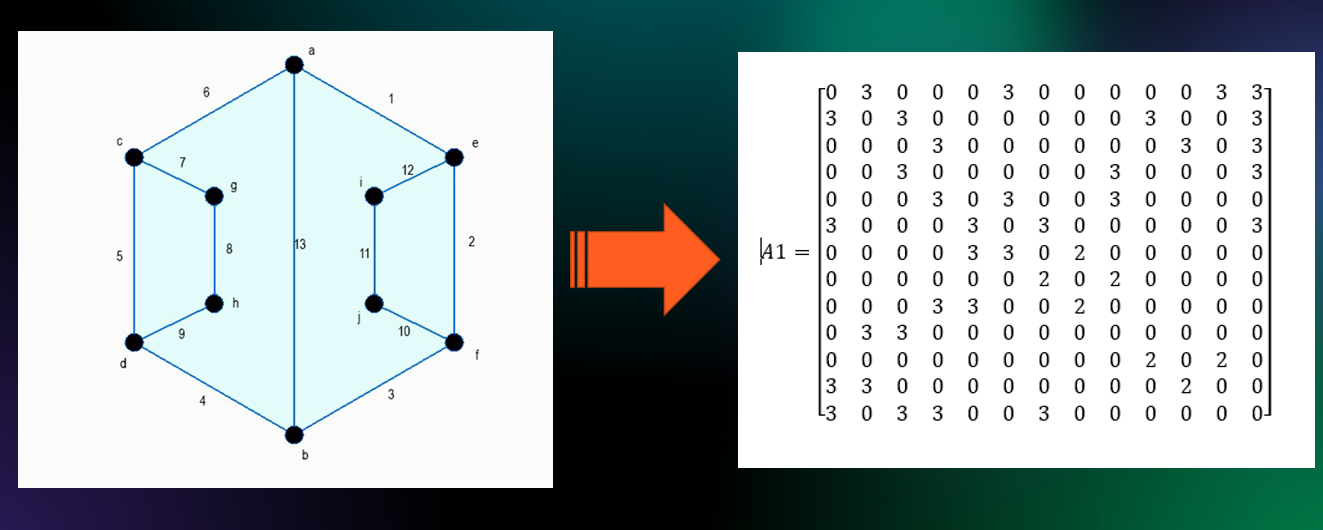 a
6
1
c
e
7
12
g
i
5
8
13
11
2
h
j
9
10
d
f
4
3
b
A1 =
0 3 0 0 0 3 0 0 0 0 0 3 3
3 0 3 0 0 0 0 0 0 3 0 0 3
0 0 0 3 0 0 0 0 0 0 3 0 3
0 0 3 0 0 0 0 0 3 0 0 0 3
0 0 0 3 0 3 0 0 3 0 0 0 0
3 0 0 0 3 0 3 0 0 0 0 0 3
0 0 0 0 3 3 0 2 0 0 0 0 0
0 0 0 0 0 0 2 0 2 0 0 0 0
0 0 0 3 3 0 0 2 0 0 0 0 0
0 3 3 0 0 0 0 0 0 0 0 0 0
0 0 0 0 0 0 0 0 0 2 0 2 0
3 3 0 0 0 0 0 0 0 0 2 0 0
3 0 3 3 0 0 3 0 0 0 0 0 0